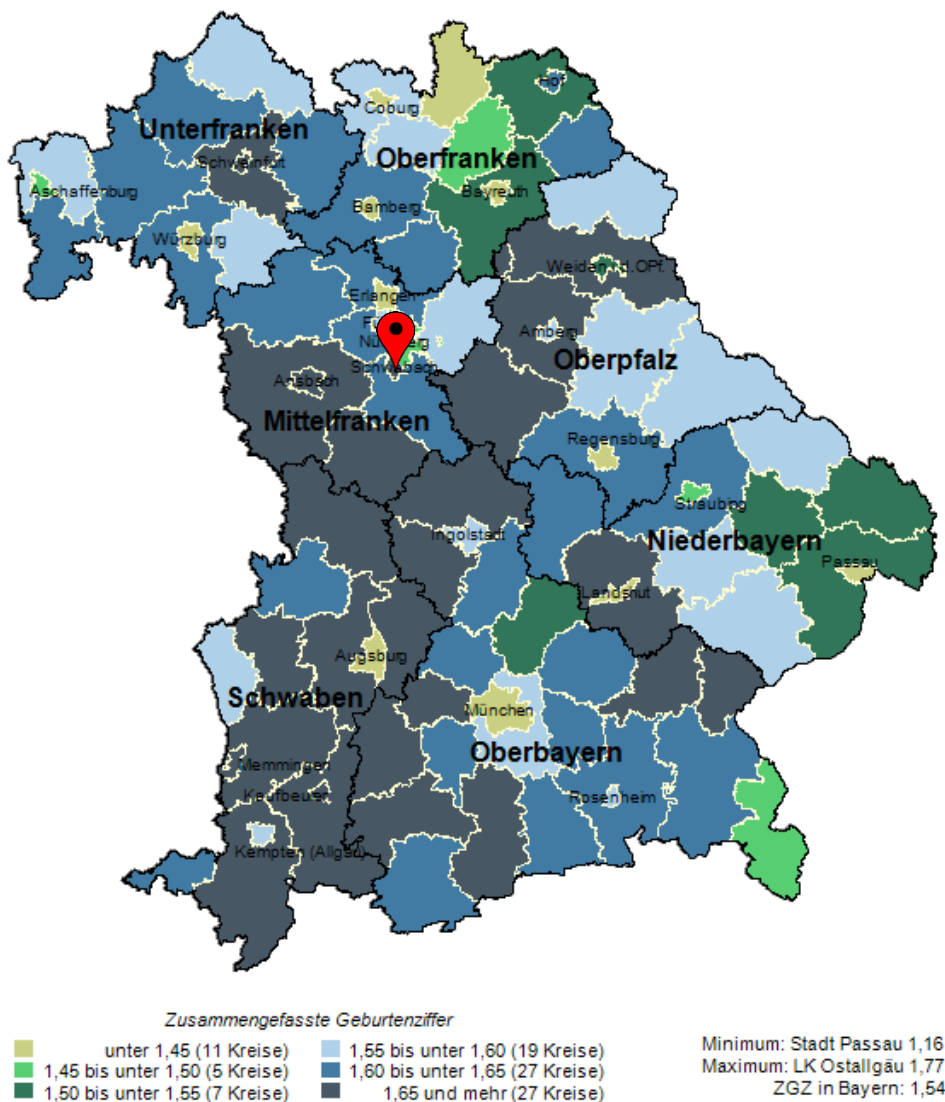 Hof
Coburg
Unterfranken
Oberfranken
Schweinfurt
Aschaffenburg
Bayreuth
Bamberg
Würzburg
Weiden i.d.OPf.
Erlangen
Amberg
Oberpfalz
Schwabach
Ansbach
Mittelfranken
Regensburg
Straubing
Ingolstadt
Niederbayern
Passau
Landshut
Augsburg
Schwaben
München
Oberbayern
Memmingen
Kaufbeuren
Rosenheim
Kempten (Allgäu)
Zusammengefasste Geburtenziffer
unter 1,45 (11 Kreise)
1,45 bis unter 1,50 (5 Kreise)
1,50 bis unter 1,55 (7 Kreise)
1,55 bis unter 1,60 (19 Kreise)
1,60 bis unter 1,65 (27 Kreise)
1,65 und mehr (27 Kreise)
Minimum: Stadt Passau 1,16
Maximum: LK Ostallgäu 1,77
ZGZ in Bayern: 1,54